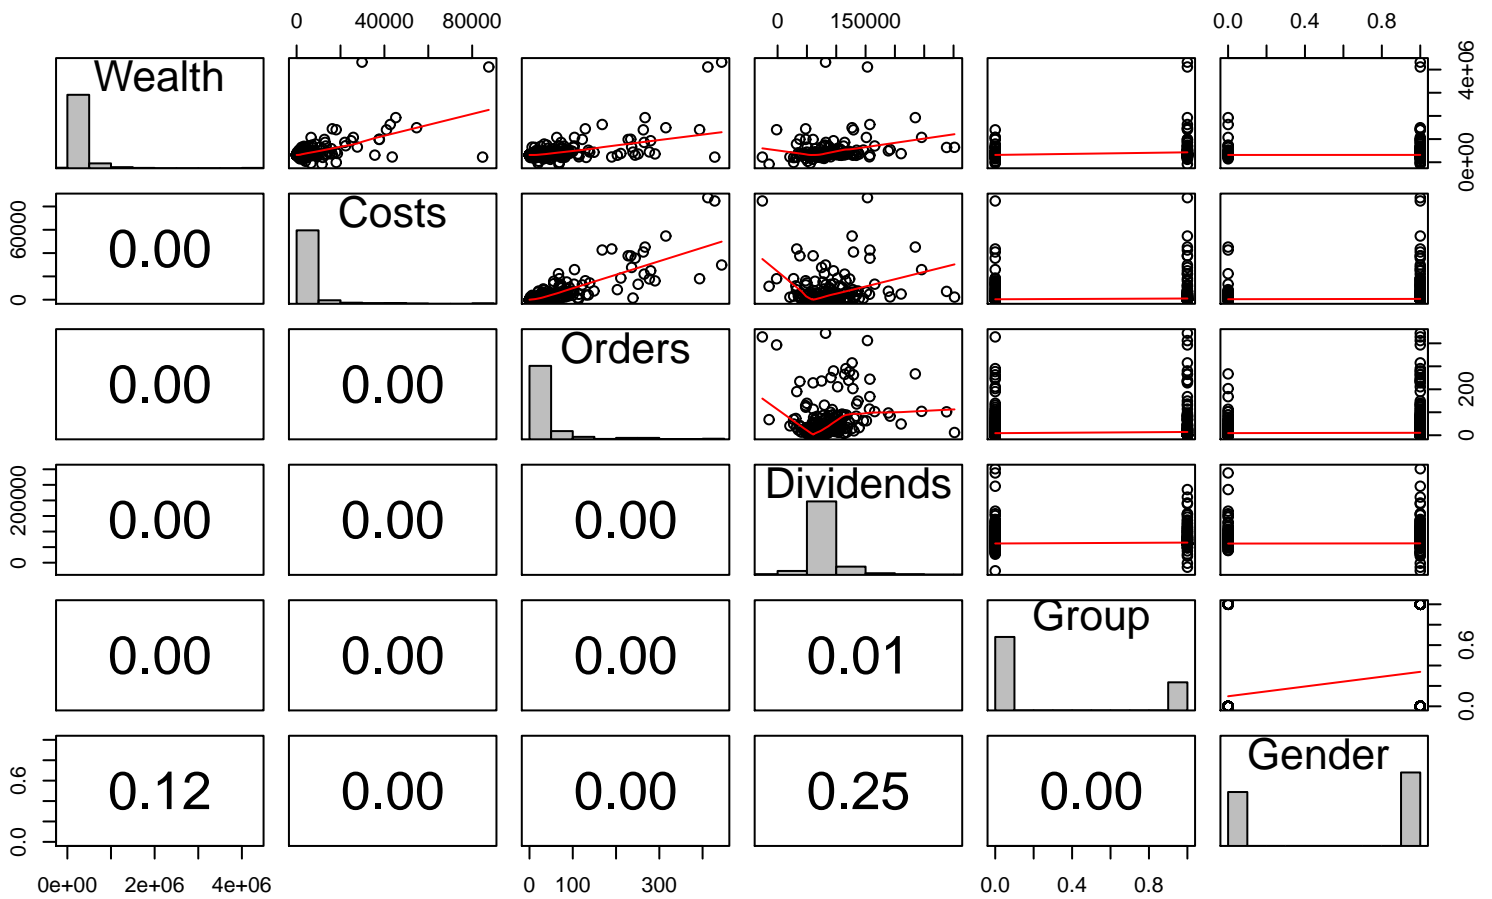 0 40000 80000 0 150000 0.0 0.4 0.8
Wealth 0e+00 4e+06
0 60000 0.00 Costs
0.00 0.00 Orders 0 200
0 200000 0.00 0.00 0.00 Dividends
0.00 0.00 0.00 0.01 Group 0.0 0.6
0.0 0.6 0.12 0.00 0.00 0.25 0.00 Gender
0e+00 2e+06 4e+06 0 100 300 0.0 0.4 0.8